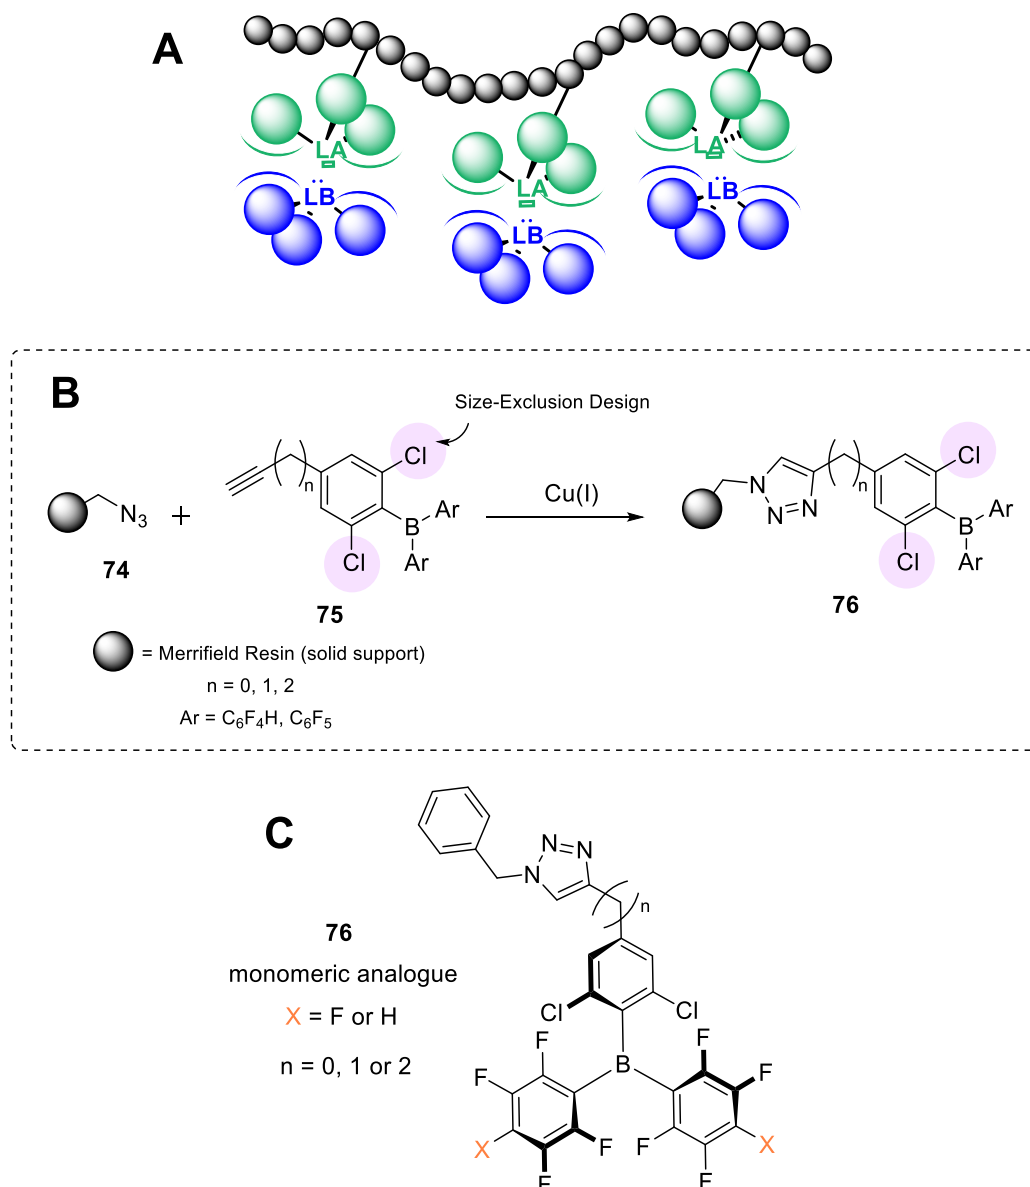 A
LA
LA
LA
LB
LB
LB
B
Size-Exclusion Design
Cl
Cl
n
N3
+
B
Ar
Ar
Cu(I)
Cl
Cl
N
N
N
n
B
Ar
Ar
74
75
76
= Merrifield Resin (solid support)
n = 0, 1, 2
Ar = C6F4H, C6F5
C
N
N
N
n
76
monomeric analogue
X = F or H
n = 0, 1 or 2
Cl
Cl
B
F
F
F
F
F
F
F
F
X
X